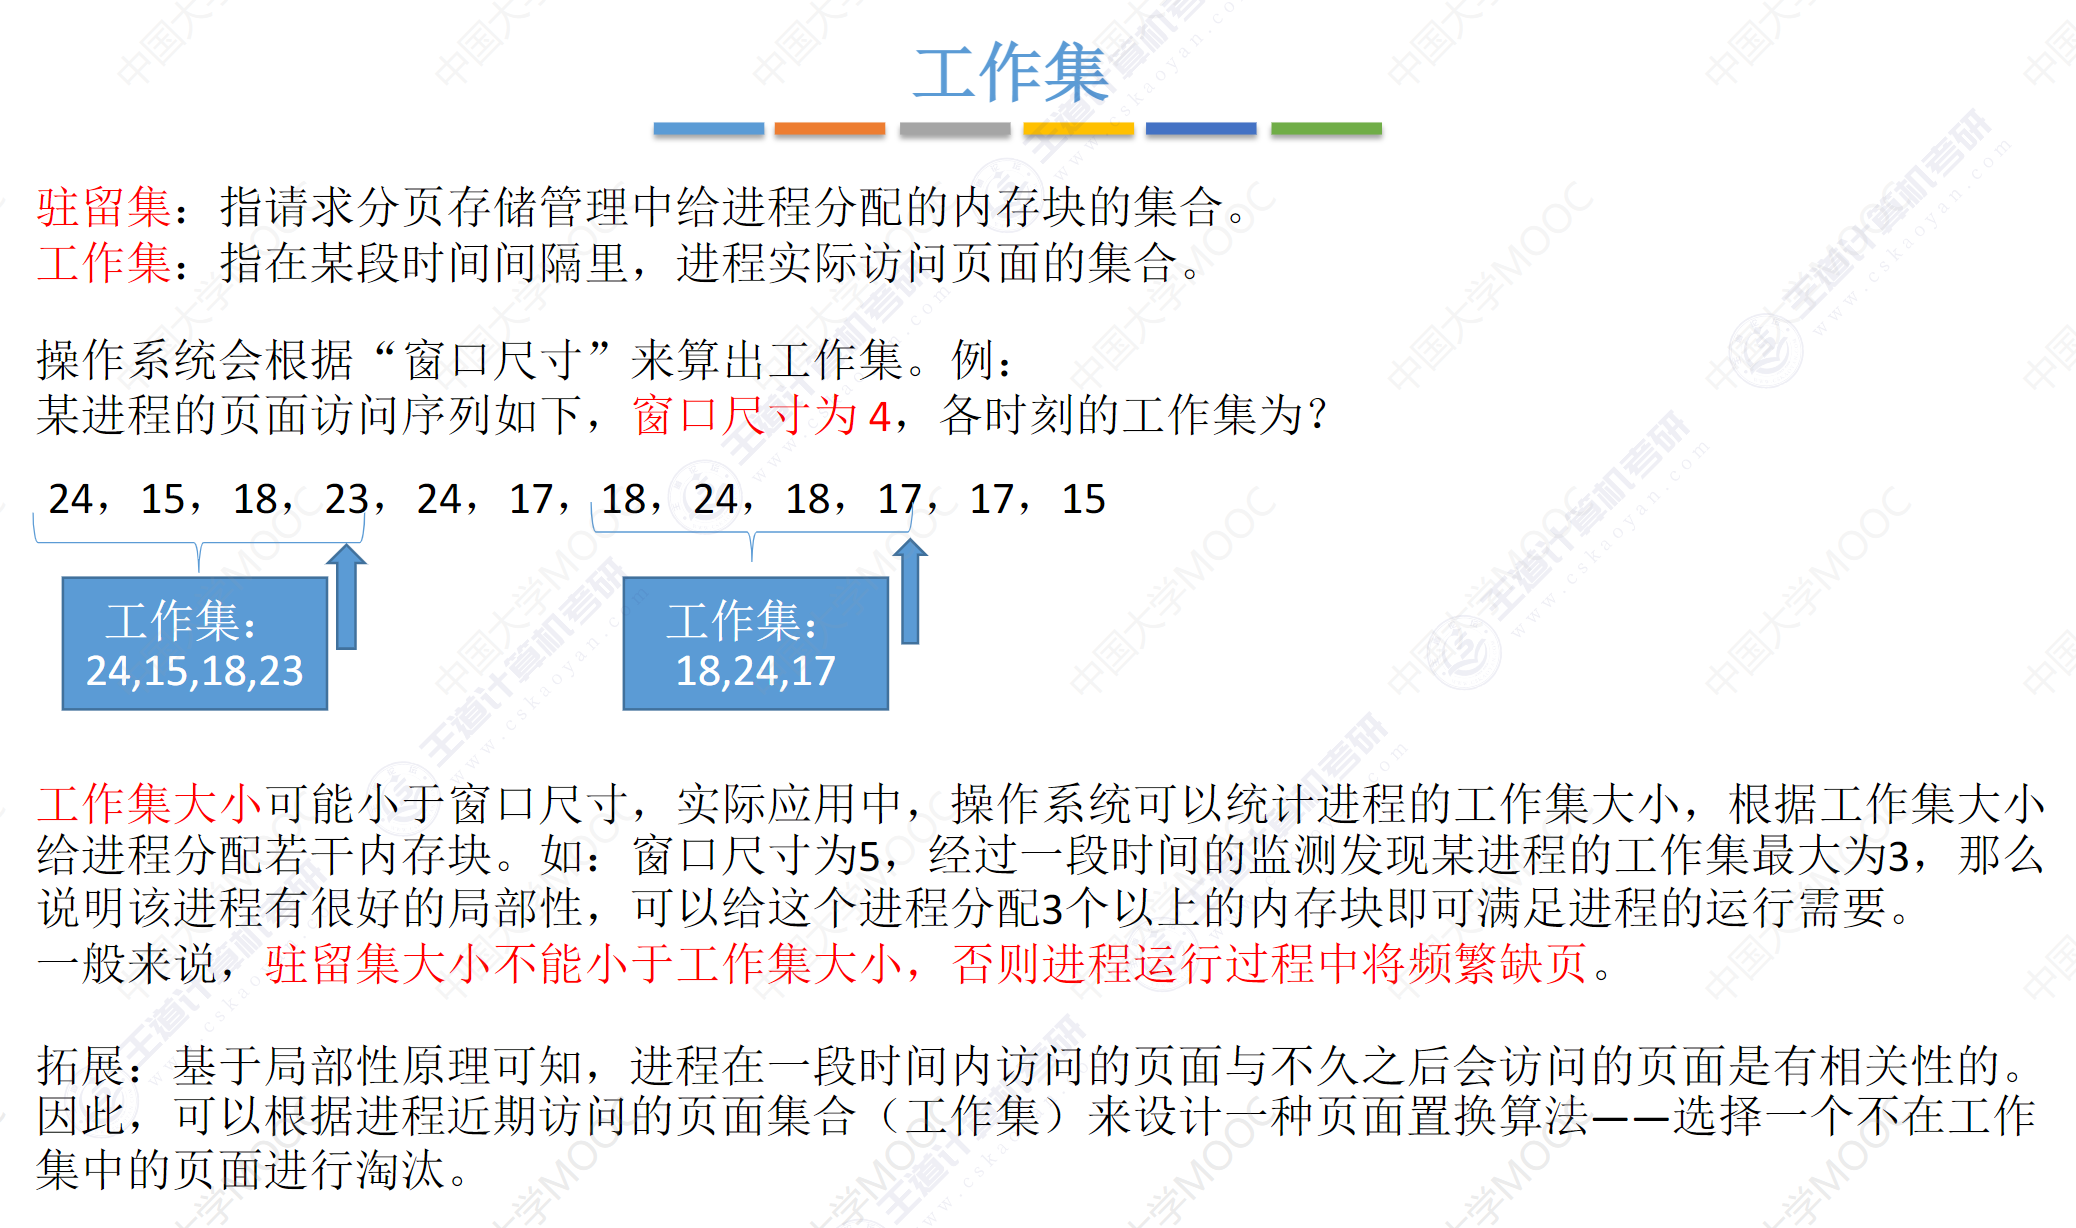 工作集
驻留集：指请求分页存储管理中给进程分配的内存块的集合。
工作集：指在某段时间间隔里，进程实际访问页面的集合。
操作系统会根据“窗口尺寸”来算出工作集。例：
某进程的页面访问序列如下，窗口尺寸为 4，各时刻的工作集为？
24，15，18，23，24，17，18，24，18，17，17，15
工作集：
24,15,18,23
工作集：
18,24,17
工作集大小可能小于窗口尺寸，实际应用中，操作系统可以统计进程的工作集大小，根据工作集大小
给进程分配若干内存块。如：窗口尺寸为5，经过一段时间的监测发现某进程的工作集最大为3，那么
说明该进程有很好的局部性，可以给这个进程分配3个以上的内存块即可满足进程的运行需要。
一般来说，驻留集大小不能小于工作集大小，否则进程运行过程中将频繁缺页。
拓展：基于局部性原理可知，进程在一段时间内访问的页面与不久之后会访问的页面是有相关性的。
因此，可以根据进程近期访问的页面集合（工作集）来设计一种页面置换算法——选择一个不在工作
集中的页面进行淘汰。
中国大学MOOC
王道计算机考研
www.cskaoyan.com